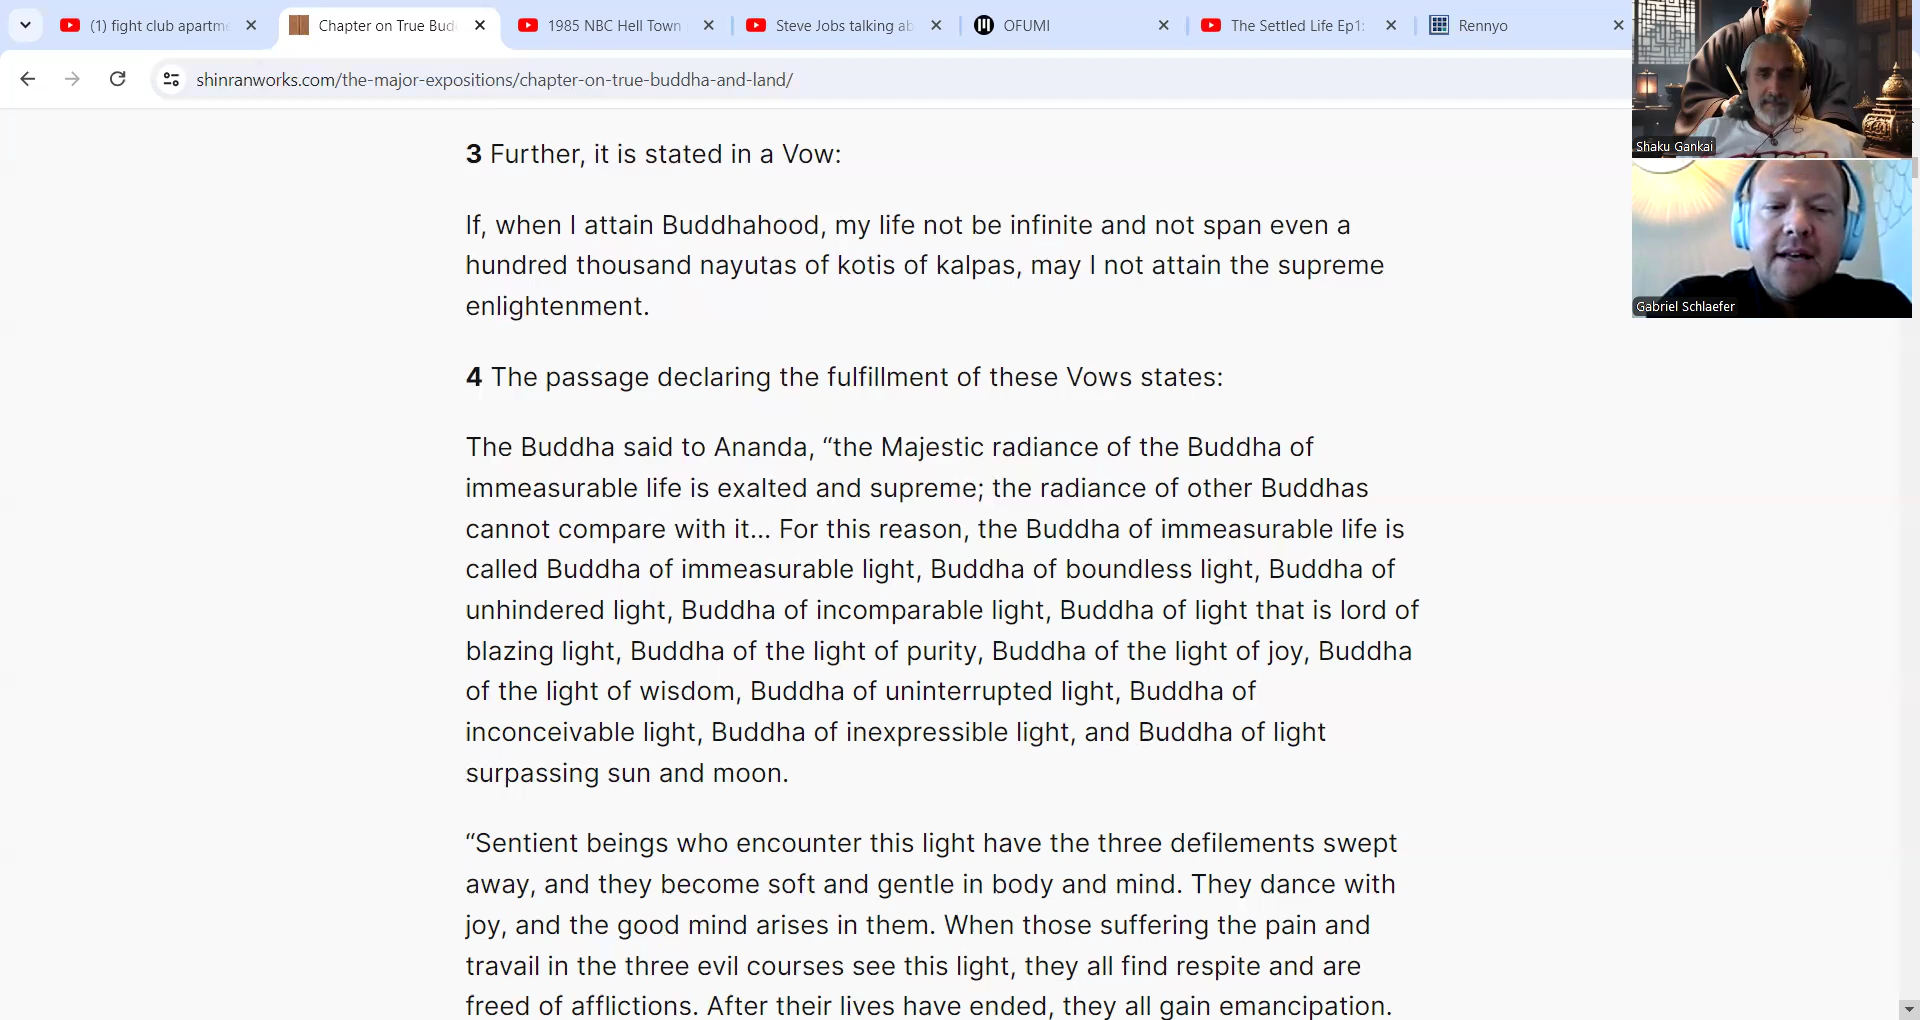 (1) fight club apartme
Chapter on True Bud
1985 NBC Hell Town
Steve Jobs talking ab
OFUMI
The Settled Life Ep1:
Rennyo
shinranworks.com/the-major-expositions/chapter-on-true-buddha-and-land/
3 Further, it is stated in a Vow:
If, when I attain Buddhahood, my life not be infinite and not span even a
hundred thousand nayutas of kotis of kalpas, may I not attain the supreme
enlightenment.
4 The passage declaring the fulfillment of these Vows states:
The Buddha said to Ananda, “the Majestic radiance of the Buddha of
immeasurable life is exalted and supreme; the radiance of other Buddhas
cannot compare with it... For this reason, the Buddha of immeasurable life is
called Buddha of immeasurable light, Buddha of boundless light, Buddha of
unhindered light, Buddha of incomparable light, Buddha of light that is lord of
blazing light, Buddha of the light of purity, Buddha of the light of joy, Buddha
of the light of wisdom, Buddha of uninterrupted light, Buddha of
inconceivable light, Buddha of inexpressible light, and Buddha of light
surpassing sun and moon.
“Sentient beings who encounter this light have the three defilements swept
away, and they become soft and gentle in body and mind. They dance with
joy, and the good mind arises in them. When those suffering the pain and
travail in the three evil courses see this light, they all find respite and are
freed of afflictions. After their lives have ended, they all gain emancipation.
Shaku Gankai
Gabriel Schlaefer